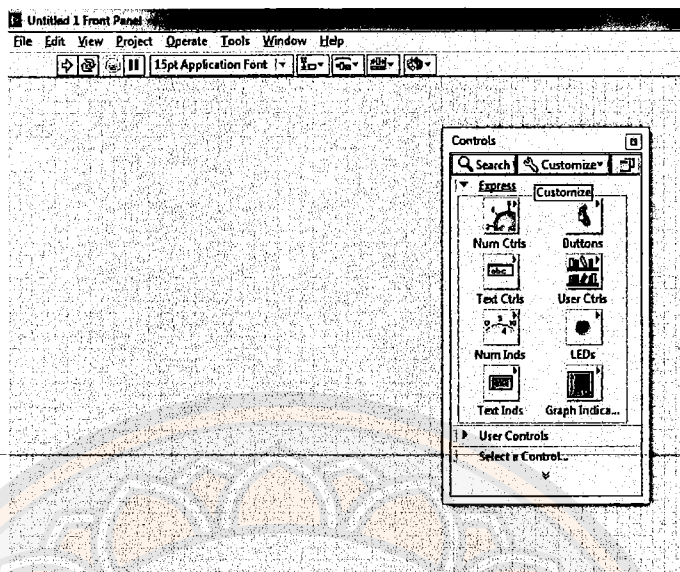 Untitled 1 Front Panel
File Edit View Project Operate Tools Window Help
15pt Application Font
Controls
Search Customize
Express
Customize
Num Ctrls Buttons
Text Ctrls User Ctrls
Num Inds LEDs
Text Inds Graph Indica...
User Controls
Select a Control...